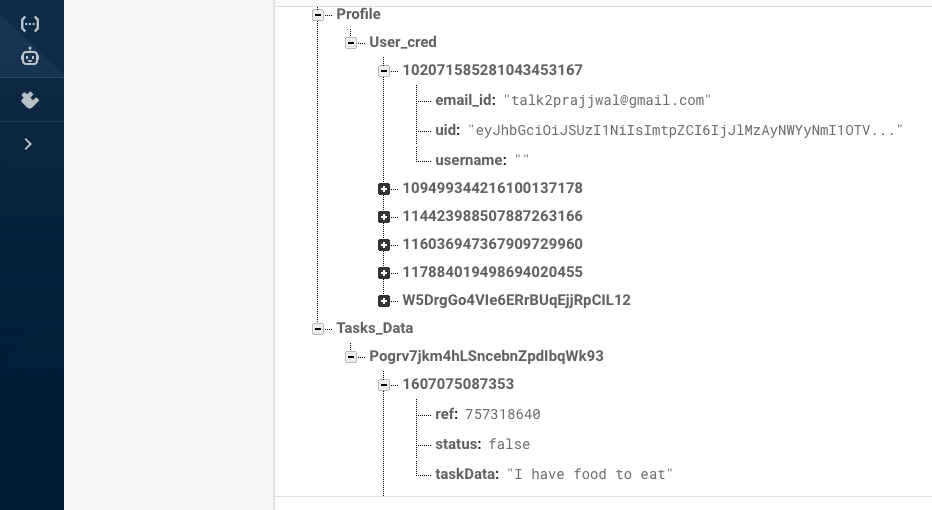 Profile
User_cred
102071585281043453167
email_id: "talk2prajjwal@gmail.com"
uid: "eyJhbGciOiJSUzI1NiIsImtpZCI6IjJlMzAyNWYyNmI1OTV..."
username: ""
109499344216100137178
114423988507887263166
116036947367909729960
117884019498694020455
W5DrgGo4VIe6ERrBUqEjjRpCIL12
Tasks_Data
Pogrv7jkm4hLSncebnZpdIbqWk93
1607075087353
ref: 757318640
status: false
taskData: "I have food to eat"